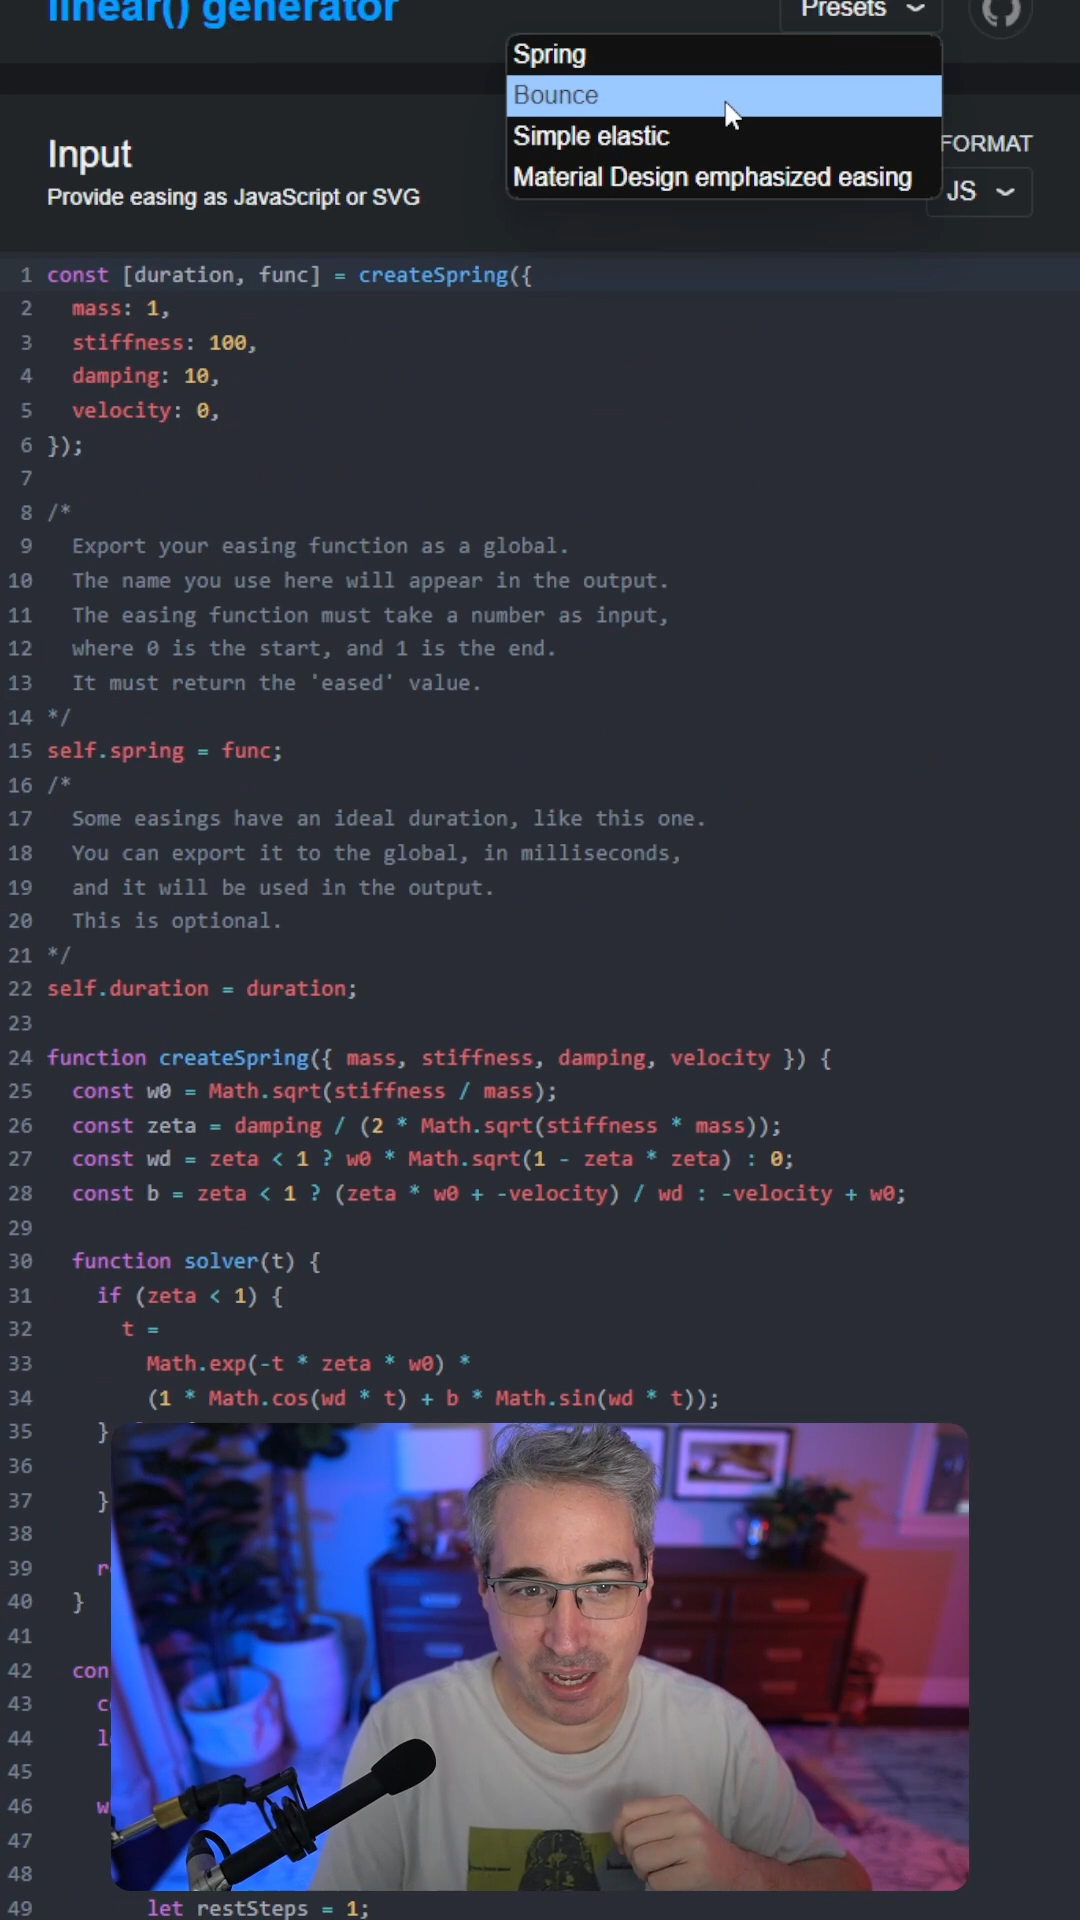 linear() generator
Presets
Spring
Bounce
Simple elastic
Material Design emphasized easing
Input
Provide easing as JavaScript or SVG
FORMAT
JS
1 const [duration, func] = createSpring({
2 mass: 1,
3 stiffness: 100,
4 damping: 10,
5 velocity: 0,
6 });
7
8 /*
9 Export your easing function as a global.
10 The name you use here will appear in the output.
11 The easing function must take a number as input,
12 where 0 is the start, and 1 is the end.
13 It must return the 'eased' value.
14 */
15 self.spring = func;
16 /*
17 Some easings have an ideal duration, like this one.
18 You can export it to the global, in milliseconds,
19 and it will be used in the output.
20 This is optional.
21 */
22 self.duration = duration;
23
24 function createSpring({ mass, stiffness, damping, velocity }) {
25 const w0 = Math.sqrt(stiffness / mass);
26 const zeta = damping / (2 * Math.sqrt(stiffness * mass));
27 const wd = zeta < 1 ? w0 * Math.sqrt(1 - zeta * zeta) : 0;
28 const b = zeta < 1 ? (zeta * w0 + -velocity) / wd : -velocity + w0;
29
30 function solver(t) {
31 if (zeta < 1) {
32 t =
33 Math.exp(-t * zeta * w0) *
34 (1 * Math.cos(wd * t) + b * Math.sin(wd * t));
35 }
36
37 }
38
39 r
40 }
41
42 con
43 c
44 l
45
46 w
47
48
49 let restSteps = 1;